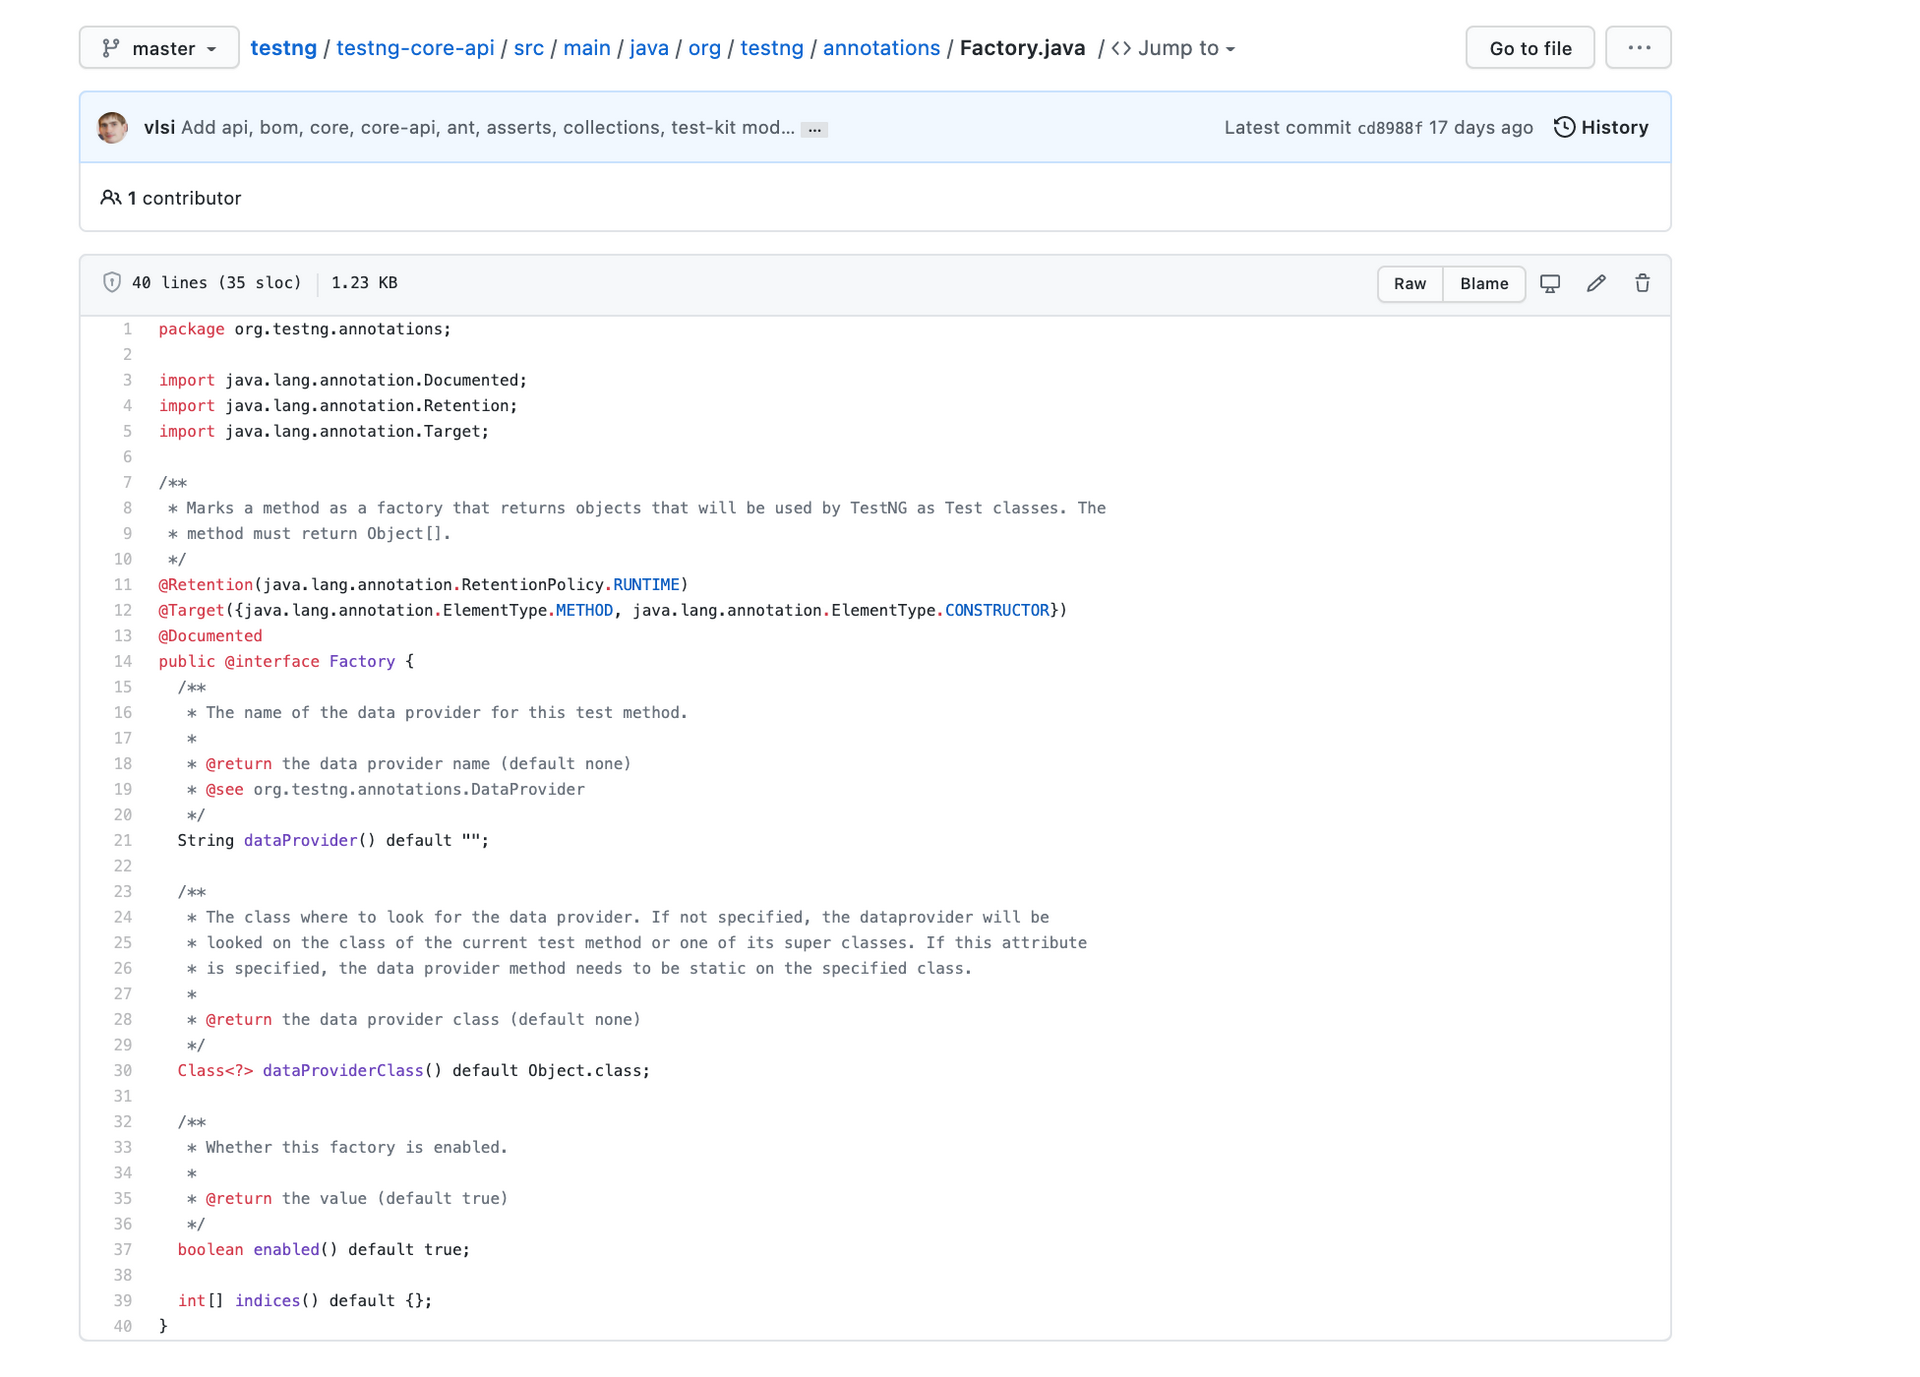 master testng / testng-core-api / src / main / java / org / testng / annotations / Factory.java / <> Jump to Go to file ...
vlsi Add api, bom, core, core-api, ant, asserts, collections, test-kit mod... ... Latest commit cd8988f 17 days ago History
1 contributor
40 lines (35 sloc) 1.23 KB Raw Blame
1 package org.testng.annotations;
2
3 import java.lang.annotation.Documented;
4 import java.lang.annotation.Retention;
5 import java.lang.annotation.Target;
6
7 /**
8  * Marks a method as a factory that returns objects that will be used by TestNG as Test classes. The
9  * method must return Object[].
10  */
11 @Retention(java.lang.annotation.RetentionPolicy.RUNTIME)
12 @Target({java.lang.annotation.ElementType.METHOD, java.lang.annotation.ElementType.CONSTRUCTOR})
13 @Documented
14 public @interface Factory {
15   /**
16    * The name of the data provider for this test method.
17    *
18    * @return the data provider name (default none)
19    * @see org.testng.annotations.DataProvider
20    */
21   String dataProvider() default "";
22
23   /**
24    * The class where to look for the data provider. If not specified, the dataprovider will be
25    * looked on the class of the current test method or one of its super classes. If this attribute
26    * is specified, the data provider method needs to be static on the specified class.
27    *
28    * @return the data provider class (default none)
29    */
30   Class<?> dataProviderClass() default Object.class;
31
32   /**
33    * Whether this factory is enabled.
34    *
35    * @return the value (default true)
36    */
37   boolean enabled() default true;
38
39   int[] indices() default {};
40 }